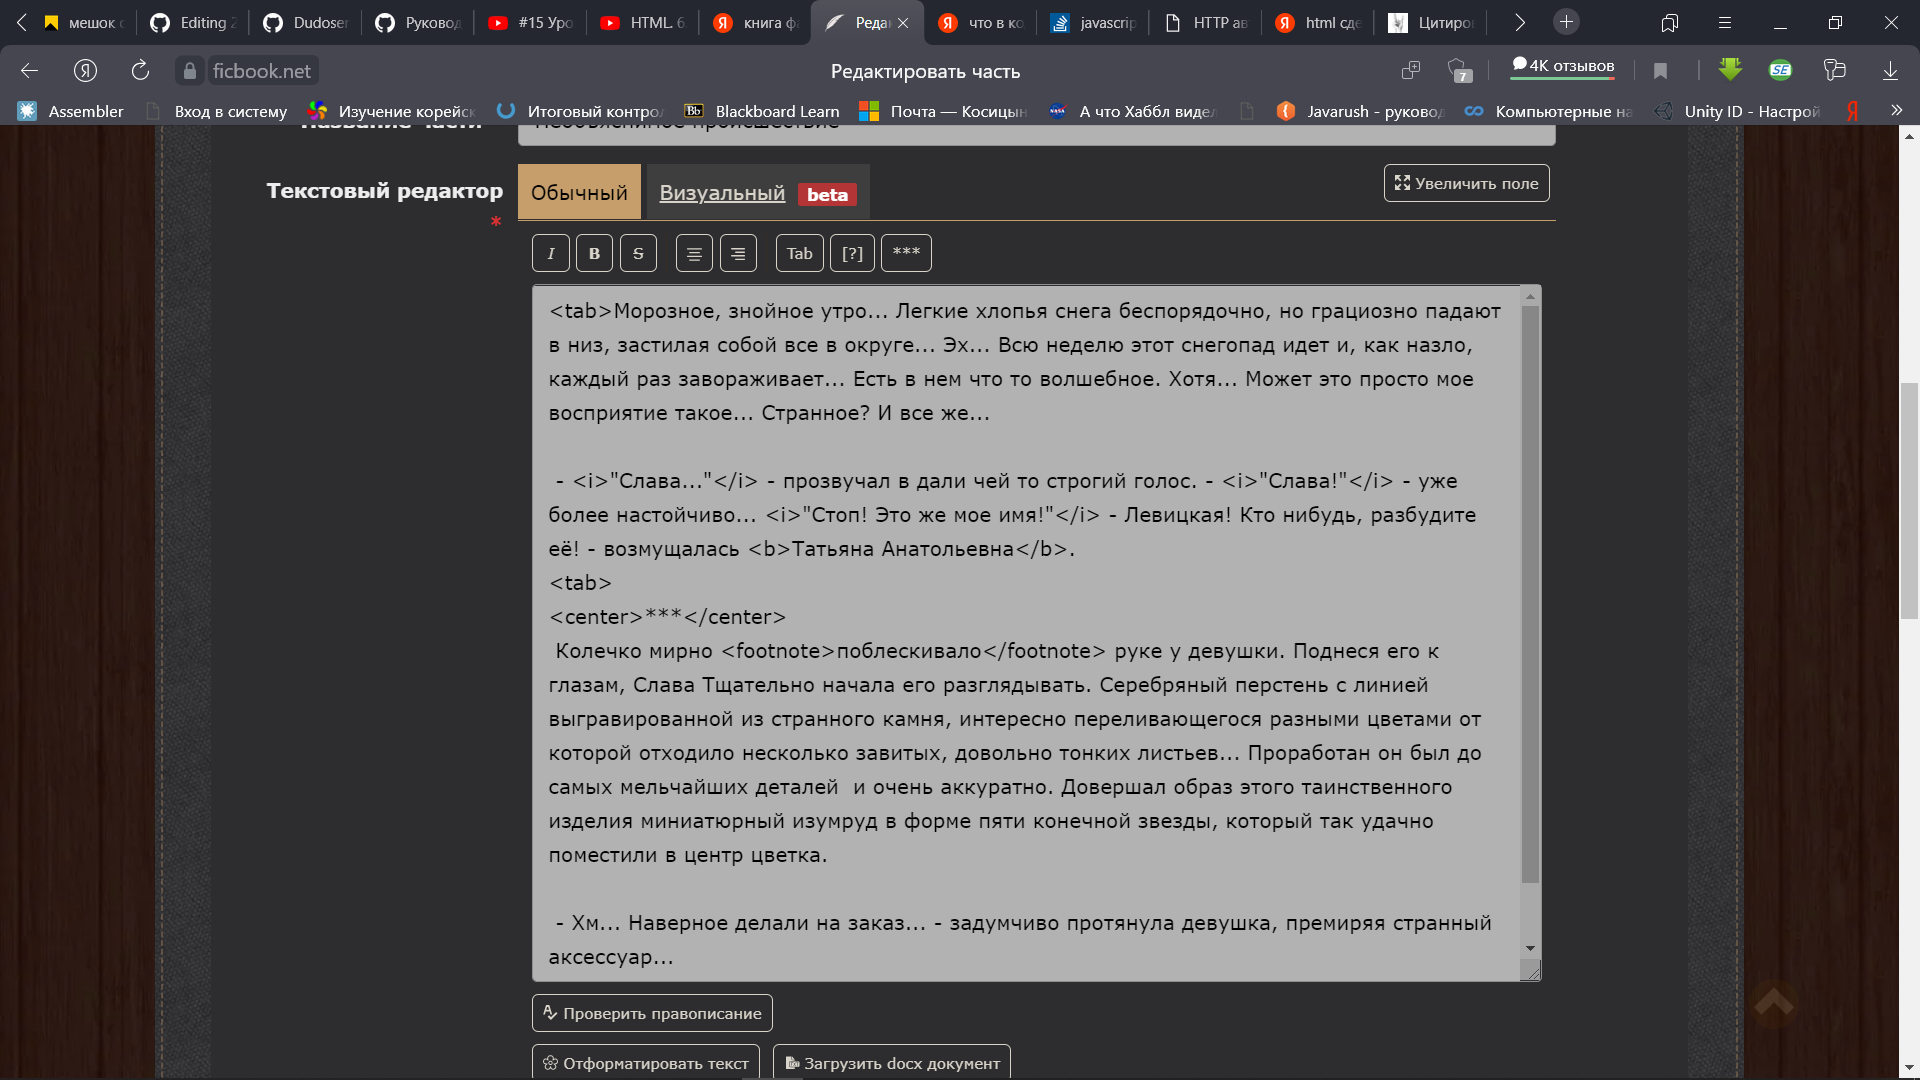 мешок с
Editing 2
Dudoser
Руковод
#15 Уро
HTML. 6
книга фа
Редак
что в ко
javascrip
HTTP ав
html сде
Цитиров
ficbook.net
Редактировать часть
7
4K отзывов
Assembler
Вход в систему
Изучение корейск
Итоговый контрол
Bb Blackboard Learn
Почта — Косицын
А что Хаббл видел
Javarush - руковод
Компьютерные на
Unity ID - Настрой
Название части
Необъяснимое происшествие
Текстовый редактор
*
Обычный
Визуальный beta
Увеличить поле
I B S Tab [?] ***
<tab>Морозное, знойное утро... Легкие хлопья снега беспорядочно, но грациозно падают
в низ, застилая собой все в округе... Эх... Всю неделю этот снегопад идет и, как назло,
каждый раз завораживает... Есть в нем что то волшебное. Хотя... Может это просто мое
восприятие такое... Странное? И все же...
- <i>"Слава..."</i> - прозвучал в дали чей то строгий голос. - <i>"Слава!"</i> - уже
более настойчиво... <i>"Стоп! Это же мое имя!"</i> - Левицкая! Кто нибудь, разбудите
её! - возмущалась <b>Татьяна Анатольевна</b>.
<tab>
<center>***</center>
Колечко мирно <footnote>поблескивало</footnote> руке у девушки. Поднеся его к
глазам, Слава Тщательно начала его разглядывать. Серебряный перстень с линией
выгравированной из странного камня, интересно переливающегося разными цветами от
которой отходило несколько завитых, довольно тонких листьев... Проработан он был до
самых мельчайших деталей  и очень аккуратно. Довершал образ этого таинственного
изделия миниатюрный изумруд в форме пяти конечной звезды, который так удачно
поместили в центр цветка.
- Хм... Наверное делали на заказ... - задумчиво протянула девушка, премиряя странный
аксессуар...
Проверить правописание
Отформатировать текст
Загрузить docx документ